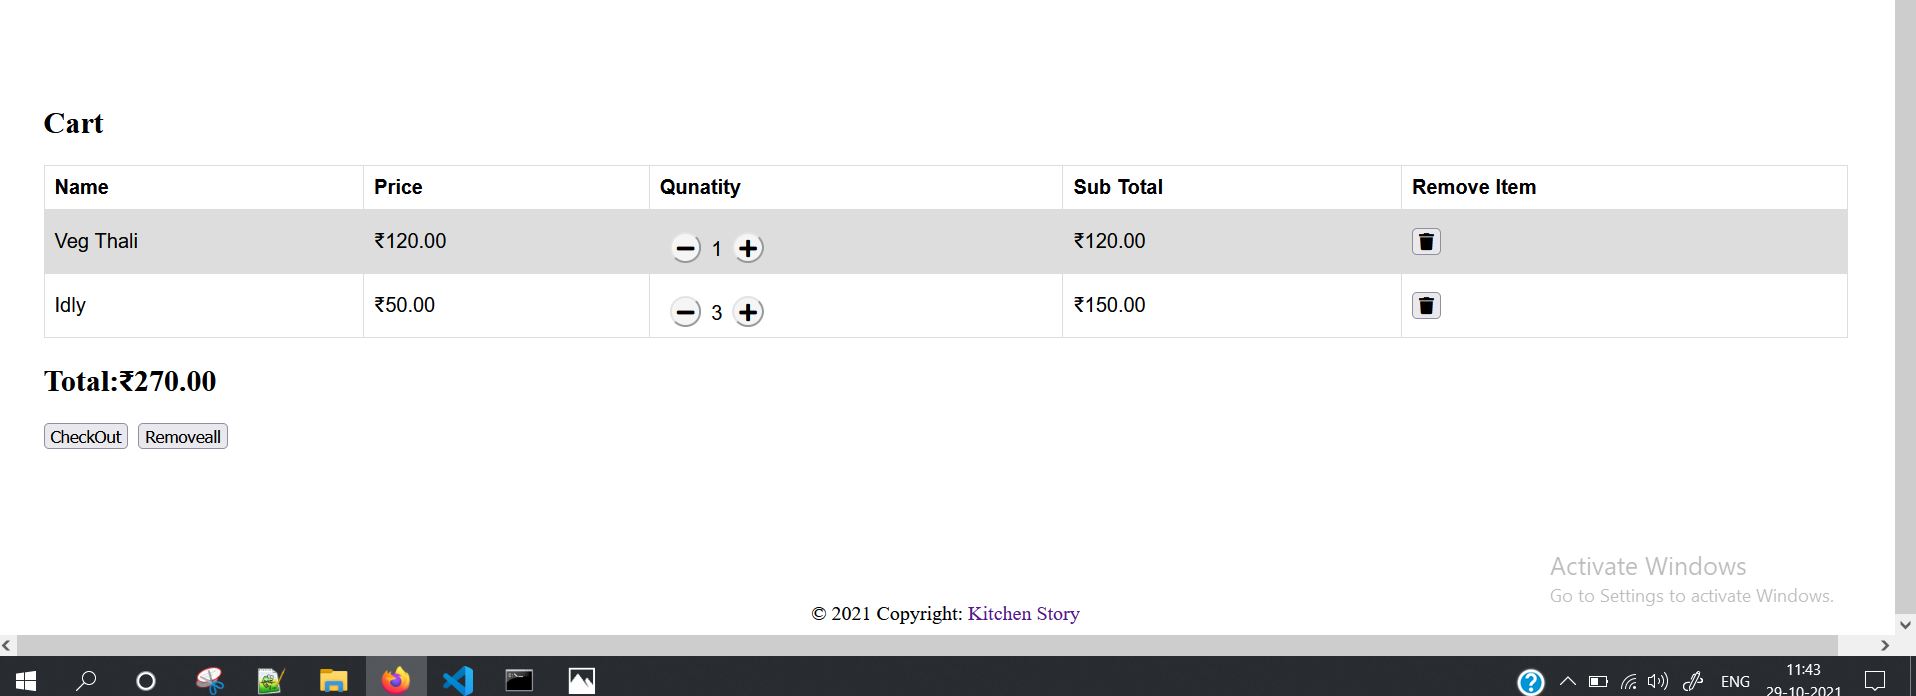 Cart
Name Price Qunatity Sub Total Remove Item
Veg Thali ₹120.00 1 ₹120.00
Idly ₹50.00 3 ₹150.00
Total:₹270.00
CheckOut Removeall
Activate Windows
Go to Settings to activate Windows.
© 2021 Copyright: Kitchen Story
11:43
ENG
29-10-2021